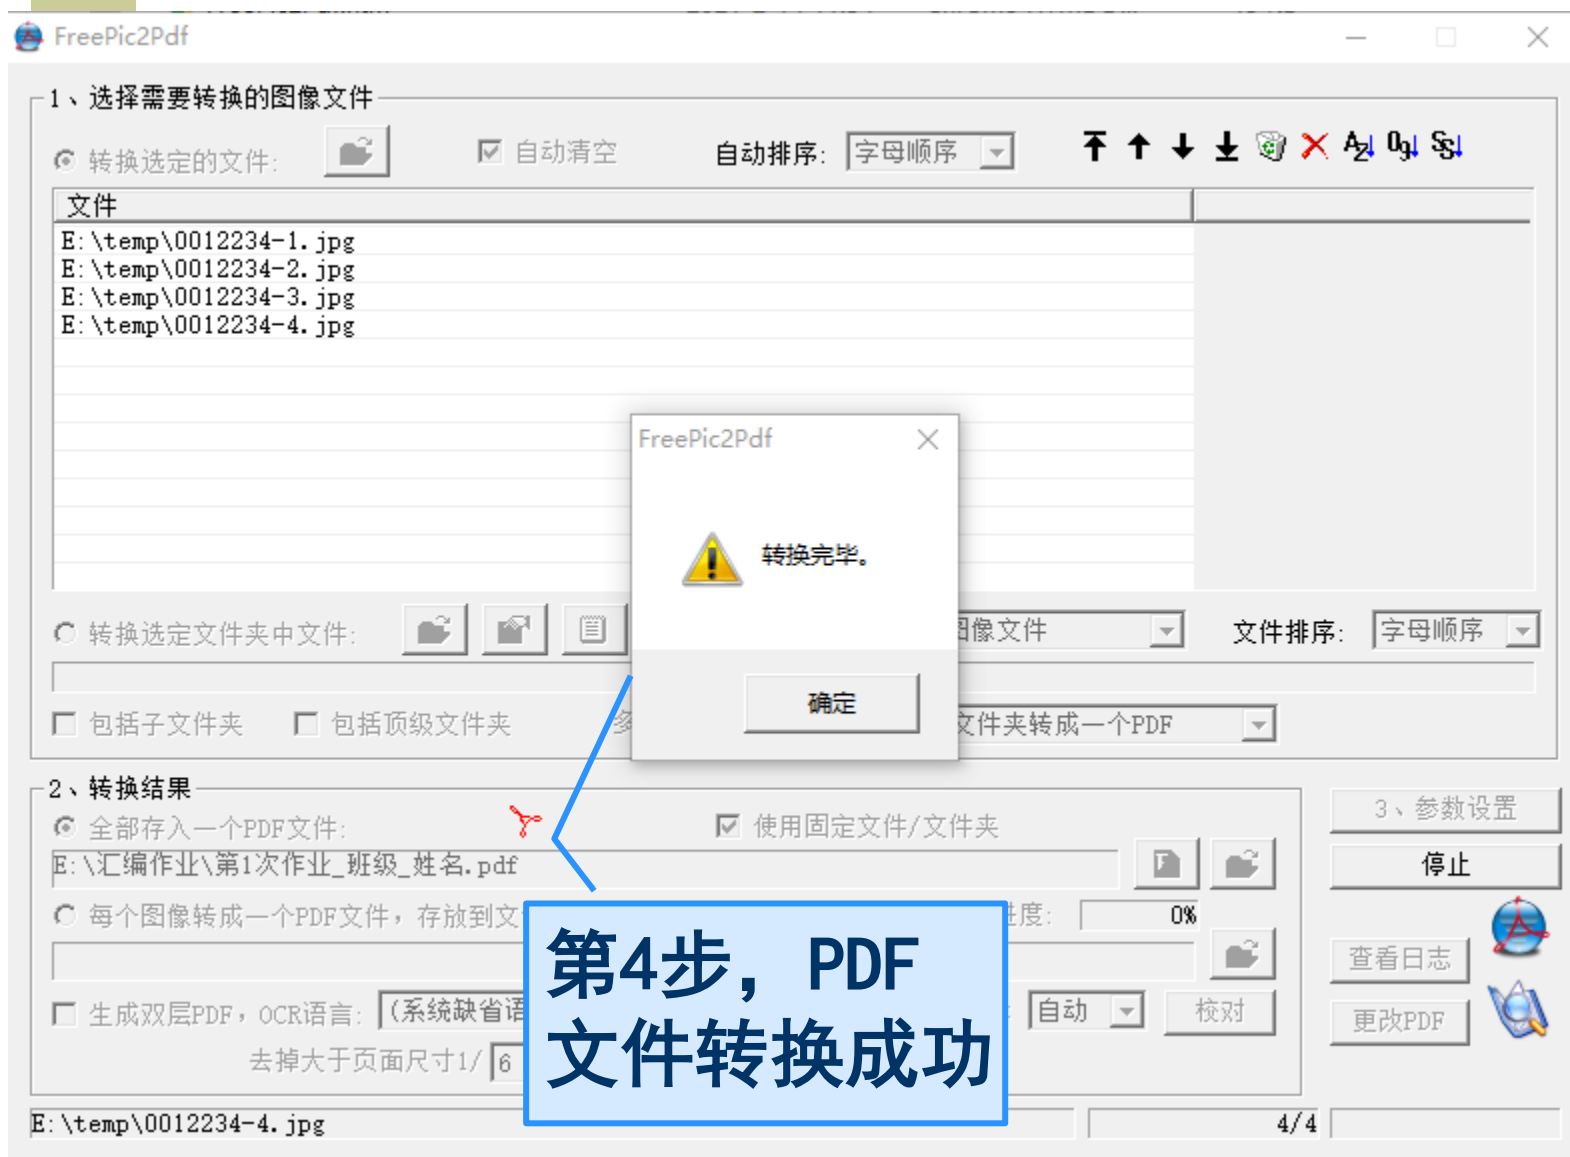 FreePic2Pdf
1、选择需要转换的图像文件
转换选定的文件:
自动清空
自动排序:
字母顺序
文件
E:\temp\0012234-1.jpg
E:\temp\0012234-2.jpg
E:\temp\0012234-3.jpg
E:\temp\0012234-4.jpg
FreePic2Pdf
转换完毕。
确定
转换选定文件夹中文件:
图像文件
文件排序:
字母顺序
包括子文件夹
包括顶级文件夹
多
文件夹转成一个PDF
2、转换结果
全部存入一个PDF文件:
使用固定文件/文件夹
3、参数设置
E:\汇编作业\第1次作业_班级_姓名.pdf
停止
每个图像转成一个PDF文件，存放到文
进度:
0%
查看日志
生成双层PDF，OCR语言:
(系统缺省语
自动
校对
更改PDF
去掉大于页面尺寸1/
6
第4步，PDF
文件转换成功
E:\temp\0012234-4.jpg
4/4